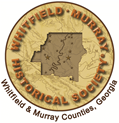 WHITFIELD · MURRAY
HISTORICAL SOCIETY
Whitfield & Murray Counties, Georgia